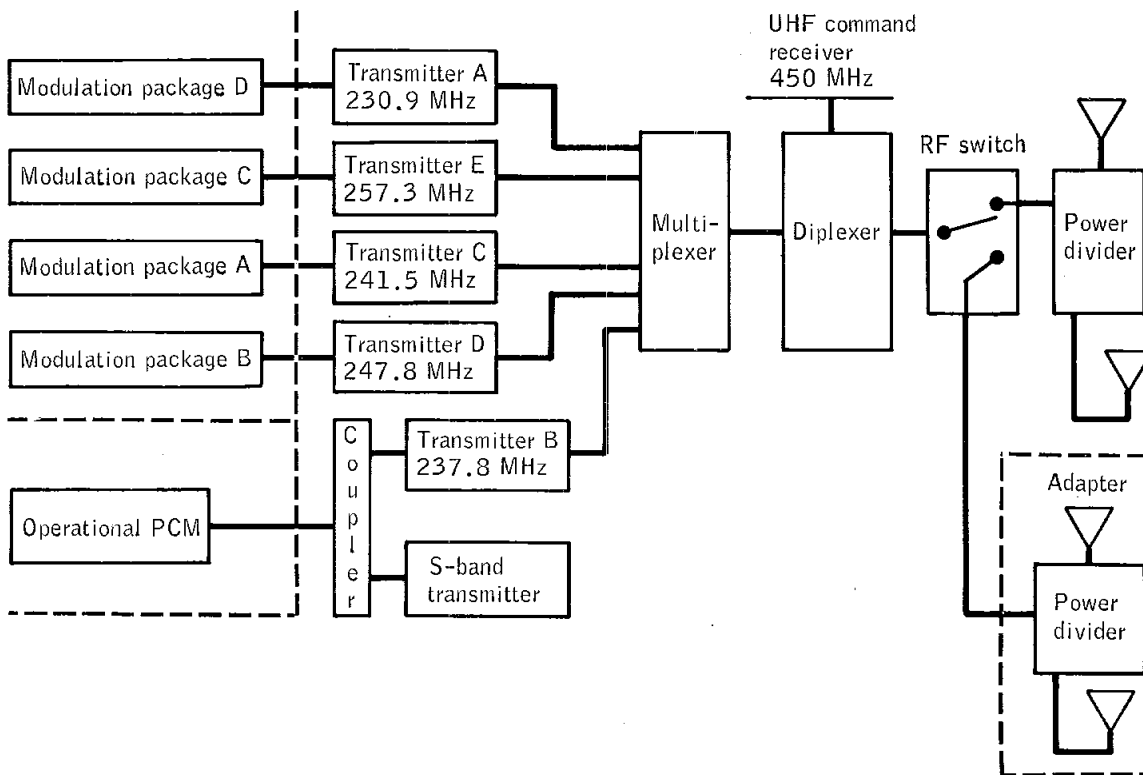 UHF command
receiver
450 MHz
Modulation package D
Transmitter A
230.9 MHz
Modulation package C
Transmitter E
257.3 MHz
Modulation package A
Transmitter C
241.5 MHz
Modulation package B
Transmitter D
247.8 MHz
Multi-
plexer
Diplexer
RF switch
Power
divider
Operational PCM
Coupler
Transmitter B
237.8 MHz
S-band
transmitter
Adapter
Power
divider